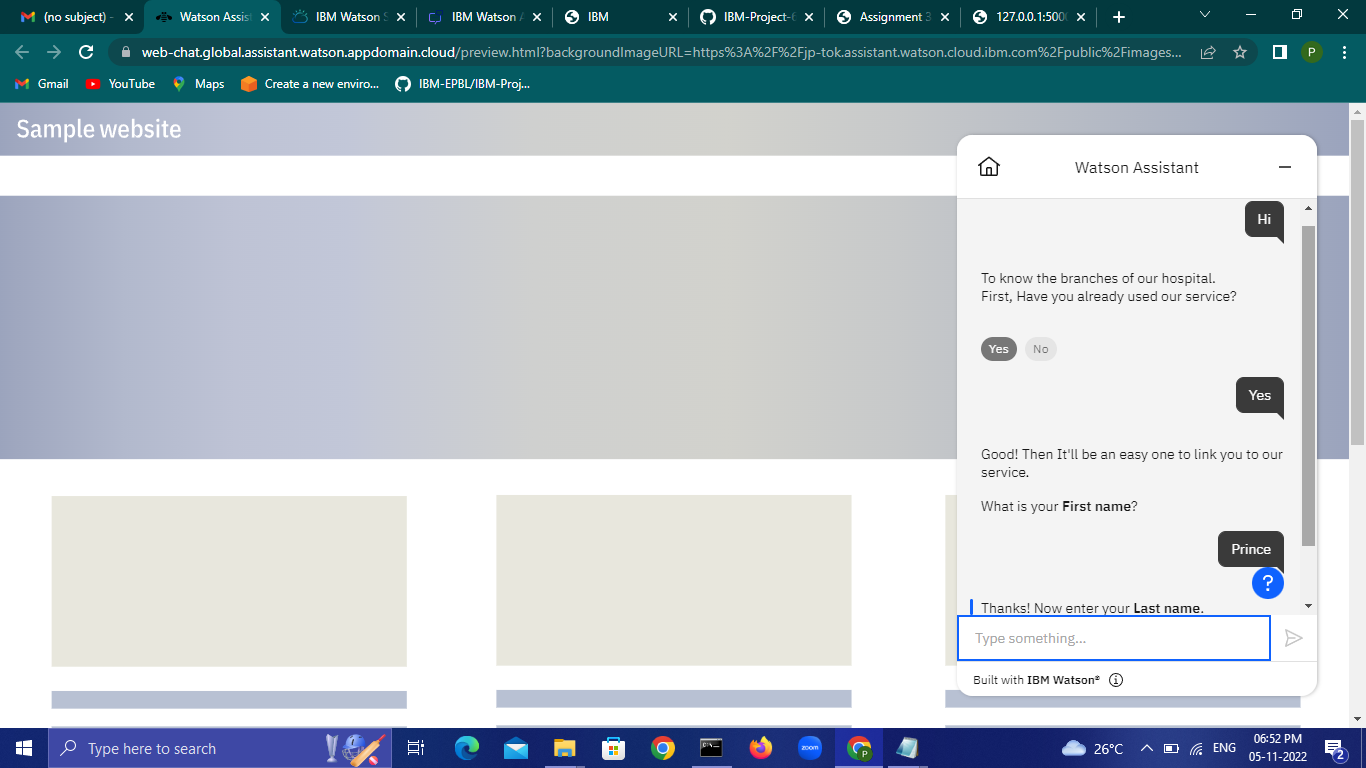 (no subject) -
Watson Assist
IBM Watson S
IBM Watson A
IBM
IBM-Project-6
Assignment 3
127.0.0.1:5000
web-chat.global.assistant.watson.appdomain.cloud/preview.html?backgroundImageURL=https%3A%2F%2Fjp-tok.assistant.watson.cloud.ibm.com%2Fpublic%2Fimages...
P
Gmail
YouTube
Maps
Create a new enviro...
IBM-EPBL/IBM-Proj...
Sample website
Watson Assistant
Hi
To know the branches of our hospital.
First, Have you already used our service?
Yes
No
Yes
Good! Then It'll be an easy one to link you to our
service.
What is your First name?
Prince
?
Thanks! Now enter your Last name.
Type something...
Built with IBM Watson®
Type here to search
zoom
P
26°C
ENG
06:52 PM
05-11-2022
2